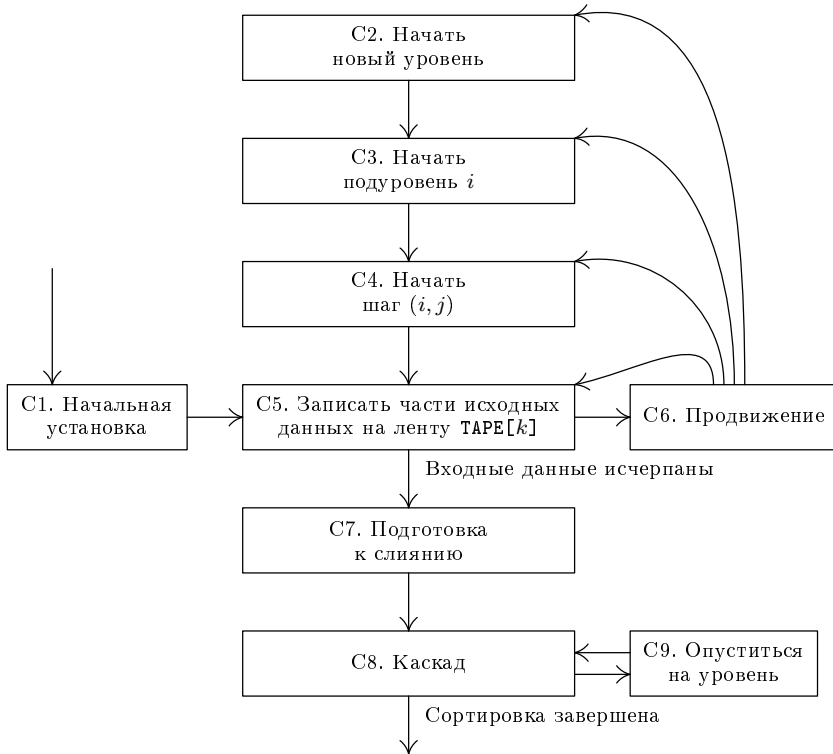 C2. Начать
новый уровень
C3. Начать
подуровень i
C4. Начать
шаг (i, j)
C1. Начальная
установка
C5. Записать части исходных
данных на ленту TAPE[k]
C6. Продвижение
Входные данные исчерпаны
C7. Подготовка
к слиянию
C8. Каскад
C9. Опуститься
на уровень
Сортировка завершена